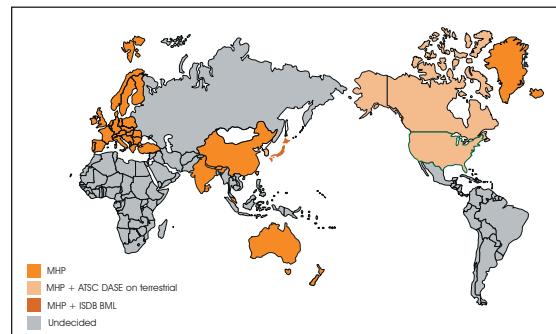 MHP
MHP + ATSC DASE on terrestrial
MHP + ISDB BML
Undecided